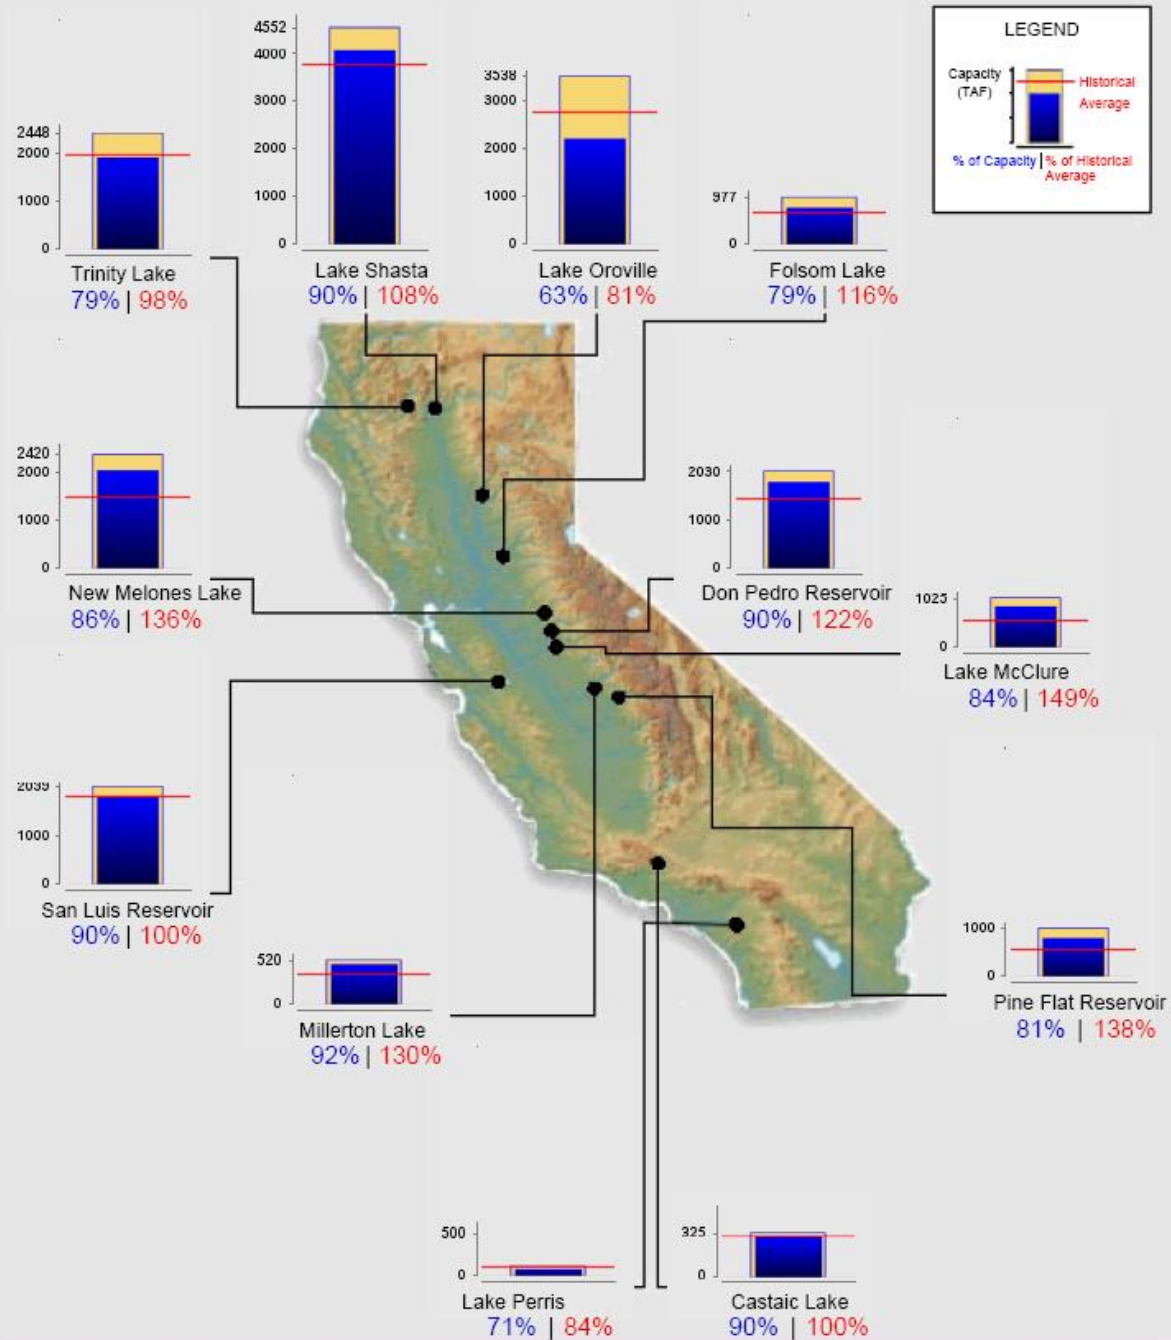 4552
4000
3000
2000
1000
0
Lake Shasta
90% | 108%
3538
3000
2000
1000
0
Lake Oroville
63% | 81%
LEGEND
Capacity
(TAF)
Historical
Average
% of Capacity | % of Historical
Average
2448
2000
1000
0
Trinity Lake
79% | 98%
977
0
Folsom Lake
79% | 116%
2420
2000
1000
0
New Melones Lake
86% | 136%
2030
1000
0
Don Pedro Reservoir
90% | 122%
1025
0
Lake McClure
84% | 149%
2039
1000
0
San Luis Reservoir
90% | 100%
520
0
Millerton Lake
92% | 130%
1000
0
Pine Flat Reservoir
81% | 138%
500
0
Lake Perris
71% | 84%
325
0
Castaic Lake
90% | 100%